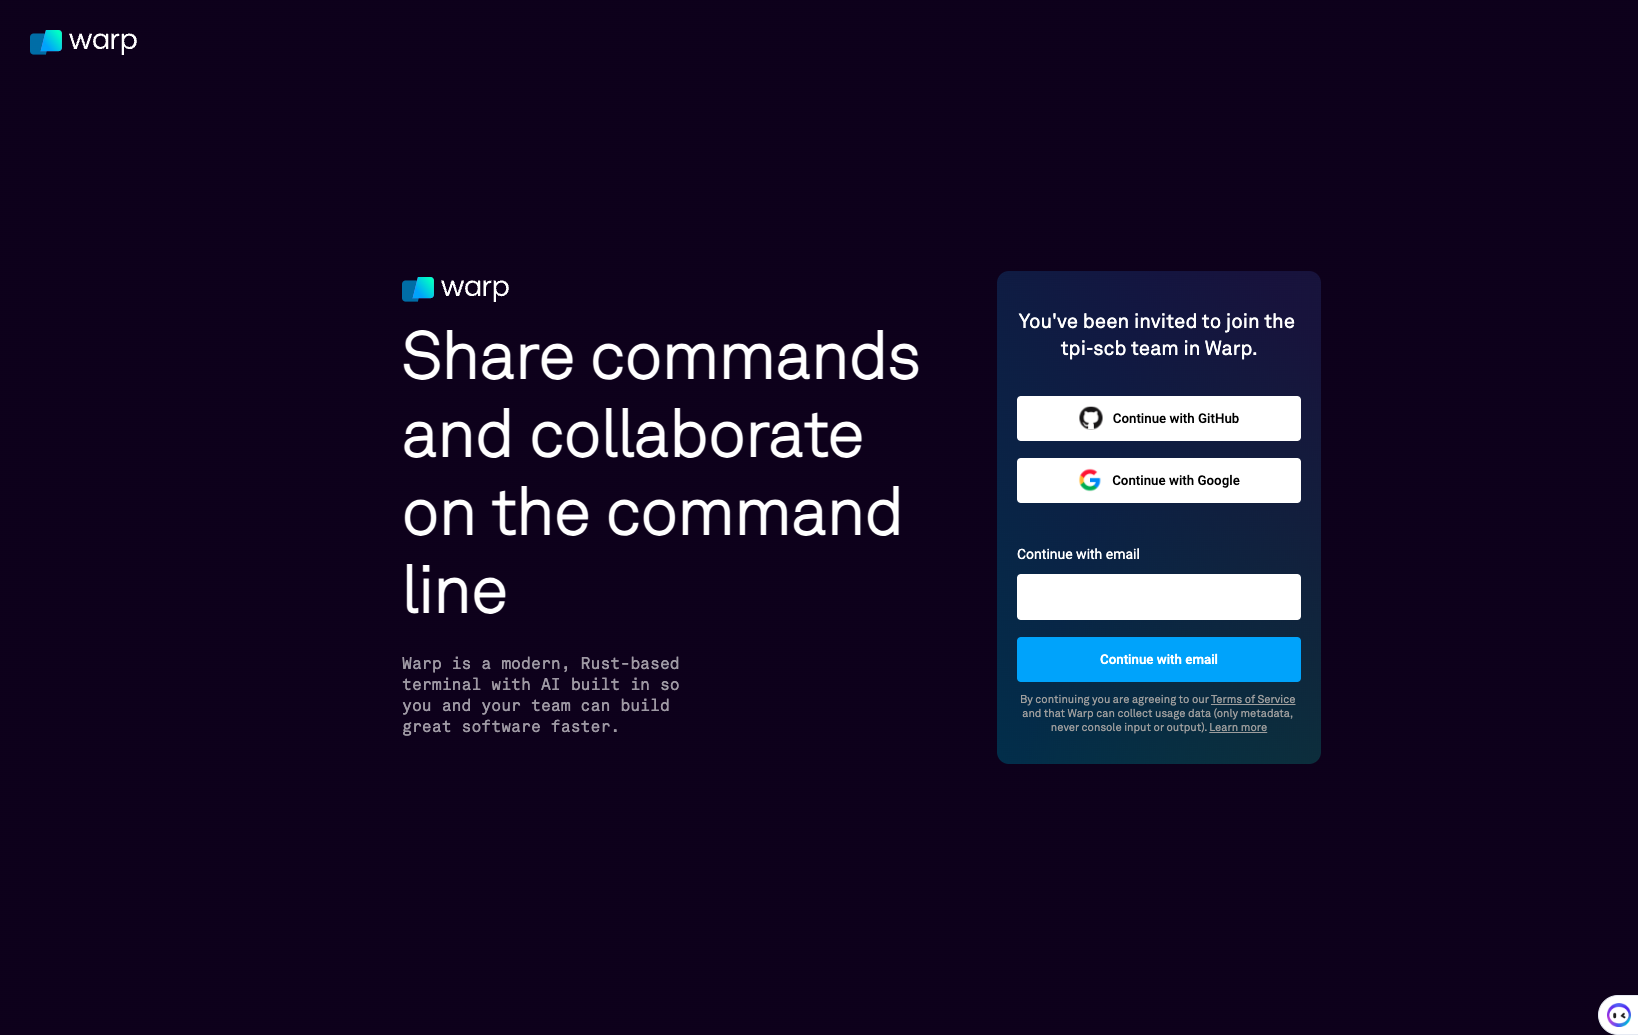 warp
warp
Share commands
and collaborate
on the command
line
Warp is a modern, Rust-based
terminal with AI built in so
you and your team can build
great software faster.
You've been invited to join the
tpi-scb team in Warp.
Continue with GitHub
Continue with Google
Continue with email
Continue with email
By continuing you are agreeing to our Terms of Service
and that Warp can collect usage data (only metadata,
never console input or output). Learn more